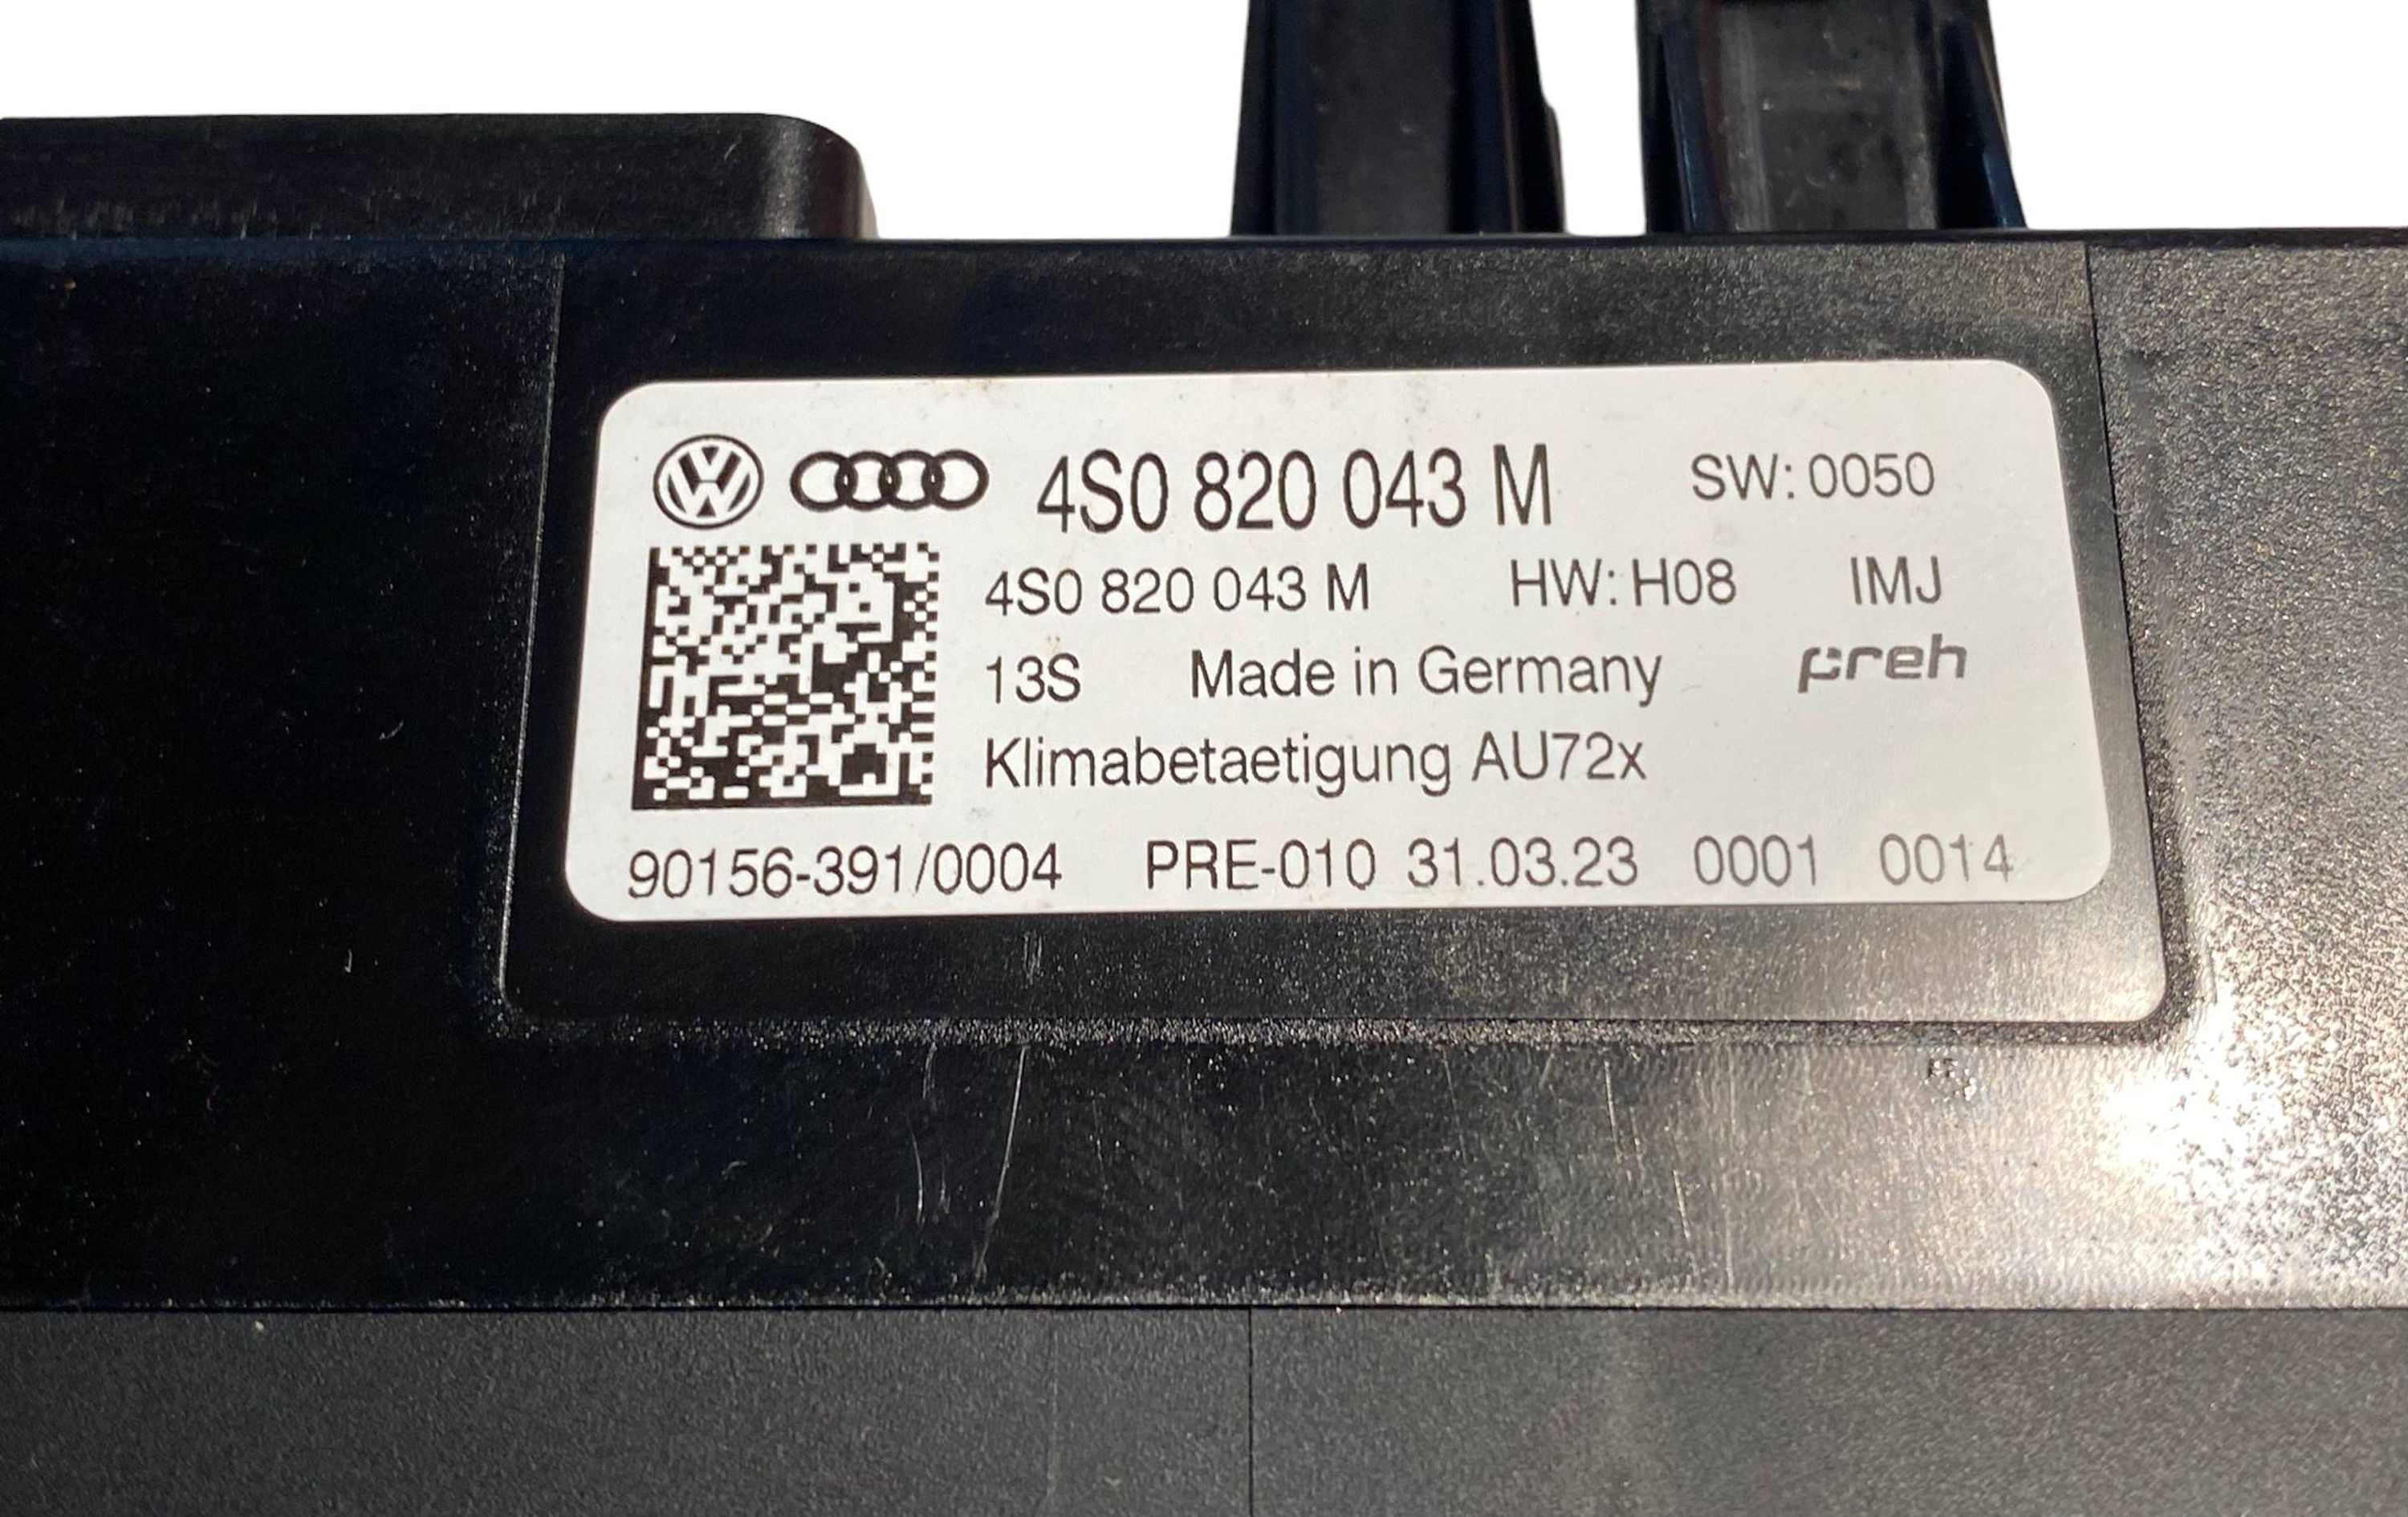 4S0 820 043 M SW: 0050
4S0 820 043 M HW: H08 IMJ
13S Made in Germany preh
Klimabetaetigung AU72x
90156-391/0004 PRE-010 31.03.23 0001 0014